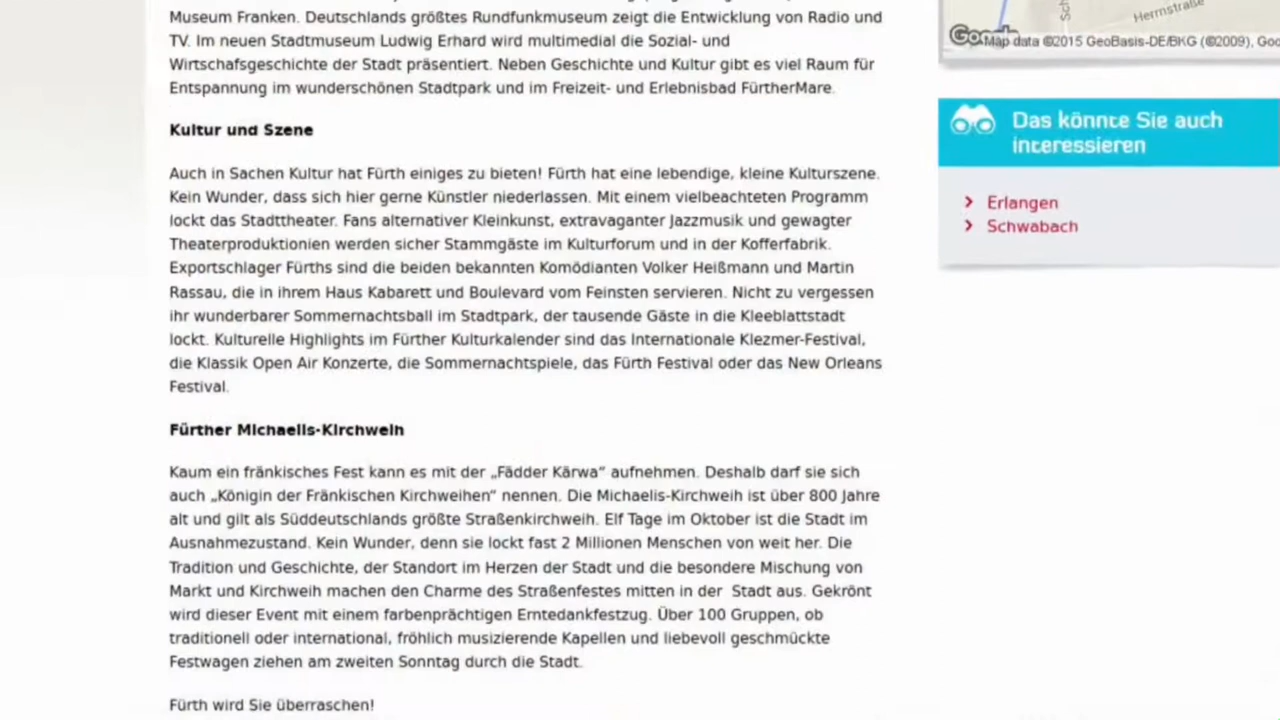 Museum Franken. Deutschlands größtes Rundfunkmuseum zeigt die Entwicklung von Radio und
TV. Im neuen Stadtmuseum Ludwig Erhard wird multimedial die Sozial- und
Wirtschafsgeschichte der Stadt präsentiert. Neben Geschichte und Kultur gibt es viel Raum für
Entspannung im wunderschönen Stadtpark und im Freizeit- und Erlebnisbad FürtherMare.
Kultur und Szene
Auch in Sachen Kultur hat Fürth einiges zu bieten! Fürth hat eine lebendige, kleine Kulturszene.
Kein Wunder, dass sich hier gerne Künstler niederlassen. Mit einem vielbeachteten Programm
lockt das Stadttheater. Fans alternativer Kleinkunst, extravaganter Jazzmusik und gewagter
Theaterproduktionien werden sicher Stammgäste im Kulturforum und in der Kofferfabrik.
Exportschlager Fürths sind die beiden bekannten Komödianten Volker Heißmann und Martin
Rassau, die in ihrem Haus Kabarett und Boulevard vom Feinsten servieren. Nicht zu vergessen
ihr wunderbarer Sommernachtsball im Stadtpark, der tausende Gäste in die Kleeblattstadt
lockt. Kulturelle Highlights im Fürther Kulturkalender sind das Internationale Klezmer-Festival,
die Klassik Open Air Konzerte, die Sommernachtspiele, das Fürth Festival oder das New Orleans
Festival.
Fürther Michaelis-Kirchweih
Kaum ein fränkisches Fest kann es mit der „Fädder Kärwa“ aufnehmen. Deshalb darf sie sich
auch „Königin der Fränkischen Kirchweihen“ nennen. Die Michaelis-Kirchweih ist über 800 Jahre
alt und gilt als Süddeutschlands größte Straßenkirchweih. Elf Tage im Oktober ist die Stadt im
Ausnahmezustand. Kein Wunder, denn sie lockt fast 2 Millionen Menschen von weit her. Die
Tradition und Geschichte, der Standort im Herzen der Stadt und die besondere Mischung von
Markt und Kirchweih machen den Charme des Straßenfestes mitten in der  Stadt aus. Gekrönt
wird dieser Event mit einem farbenprächtigen Erntedankfestzug. Über 100 Gruppen, ob
traditionell oder international, fröhlich musizierende Kapellen und liebevoll geschmückte
Festwagen ziehen am zweiten Sonntag durch die Stadt.
Fürth wird Sie überraschen!
Herrnstraße
Google
Map data ©2015 GeoBasis-DE/BKG (©2009), Goo
Das könnte Sie auch
interessieren
Erlangen
Schwabach